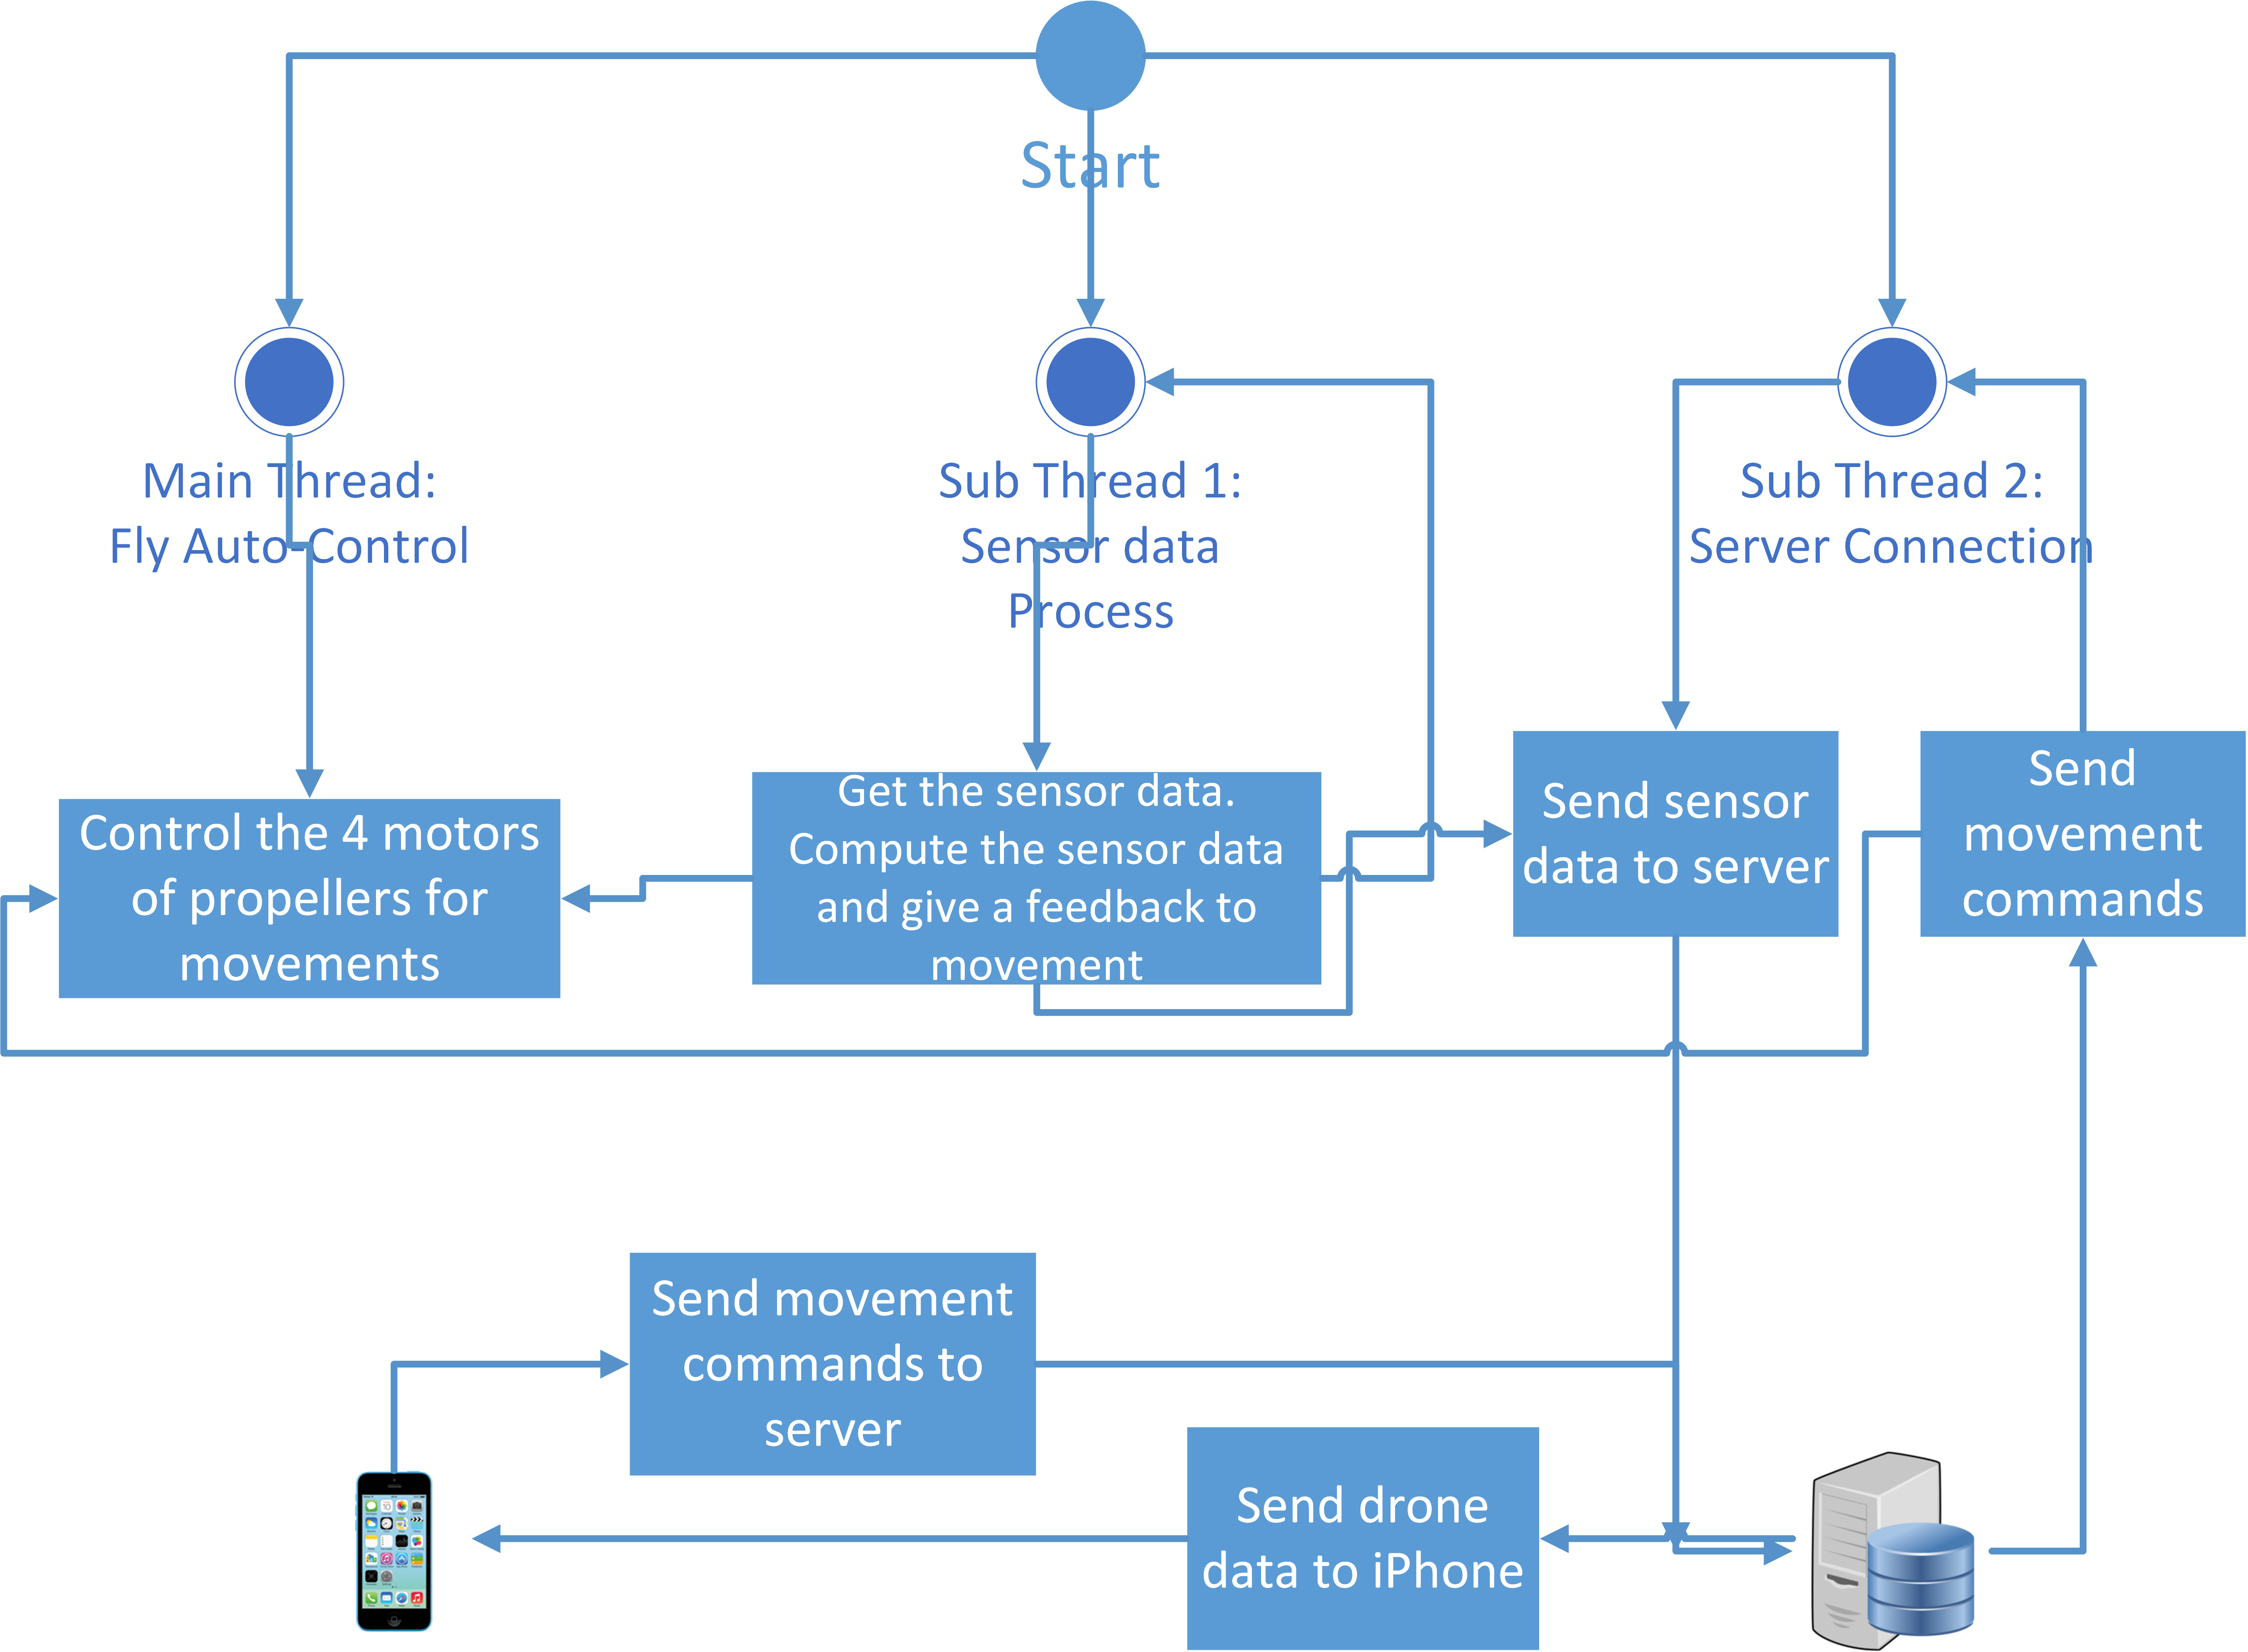 Start
Main Thread:
Fly Auto-Control
Sub Thread 1:
Sensor data
Process
Sub Thread 2:
Server Connection
Control the 4 motors
of propellers for
movements
Get the sensor data.
Compute the sensor data
and give a feedback to
movement
Send sensor
data to server
Send
movement
commands
Send movement
commands to
server
Send drone
data to iPhone